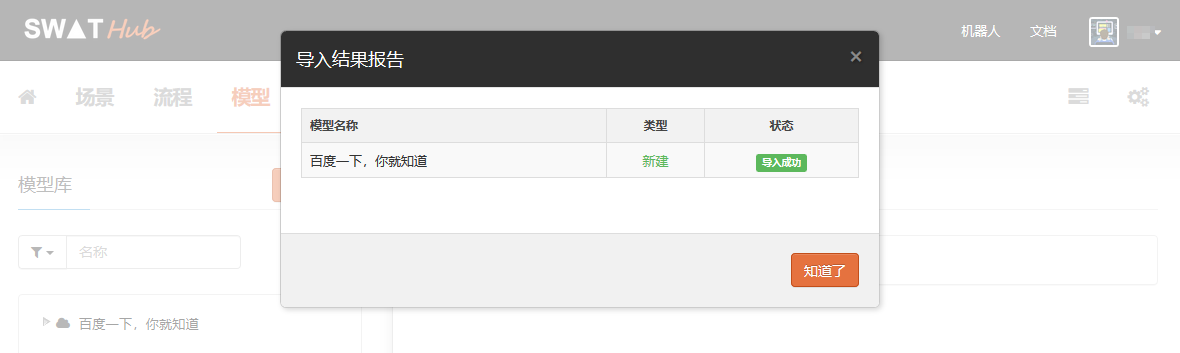 SWAT Hub
机器人 文档
导入结果报告 ×
场景 流程 模型
模型名称 类型 状态
百度一下，你就知道 新建 导入成功
模型库
名称
知道了
百度一下，你就知道